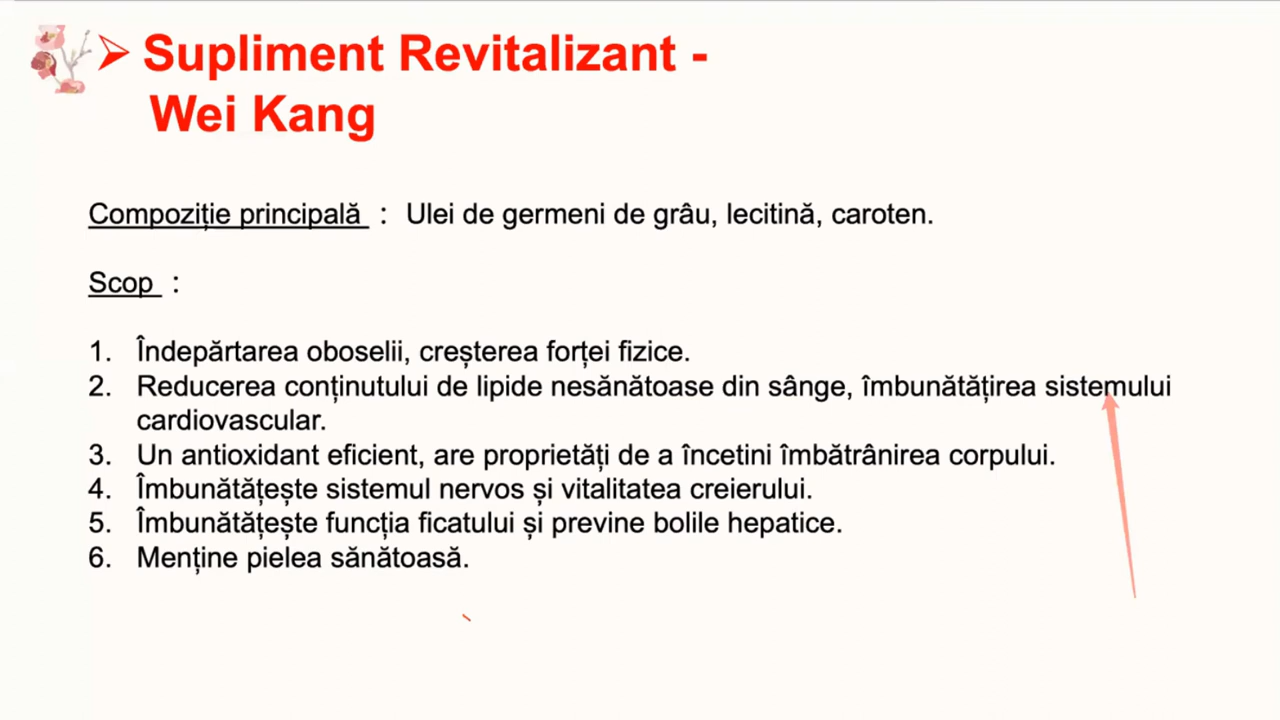 Supliment Revitalizant -
Wei Kang
Compoziție principală : Ulei de germeni de grâu, lecitină, caroten.
Scop :
1. Îndepărtarea oboselii, creșterea forței fizice.
2. Reducerea conținutului de lipide nesănătoase din sânge, îmbunătățirea sistemului
cardiovascular.
3. Un antioxidant eficient, are proprietăți de a încetini îmbătrânirea corpului.
4. Îmbunătățește sistemul nervos și vitalitatea creierului.
5. Îmbunătățește funcția ficatului și previne bolile hepatice.
6. Menține pielea sănătoasă.